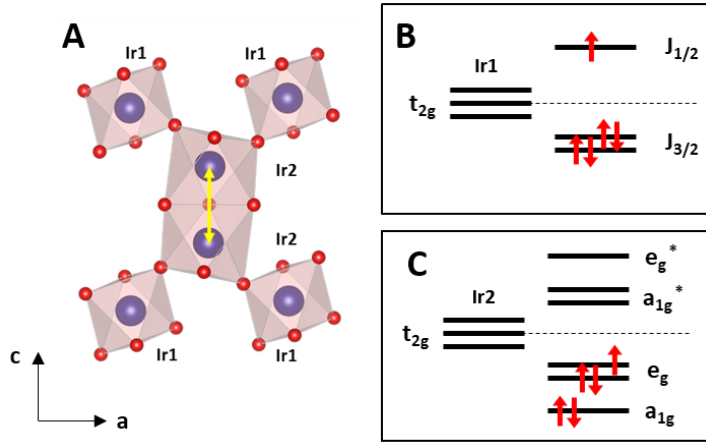 A
Ir1
Ir1
Ir2
Ir2
Ir1
Ir1
c
a
B
Ir1
t2g
J1/2
J3/2
C
Ir2
t2g
eg*
a1g*
eg
a1g